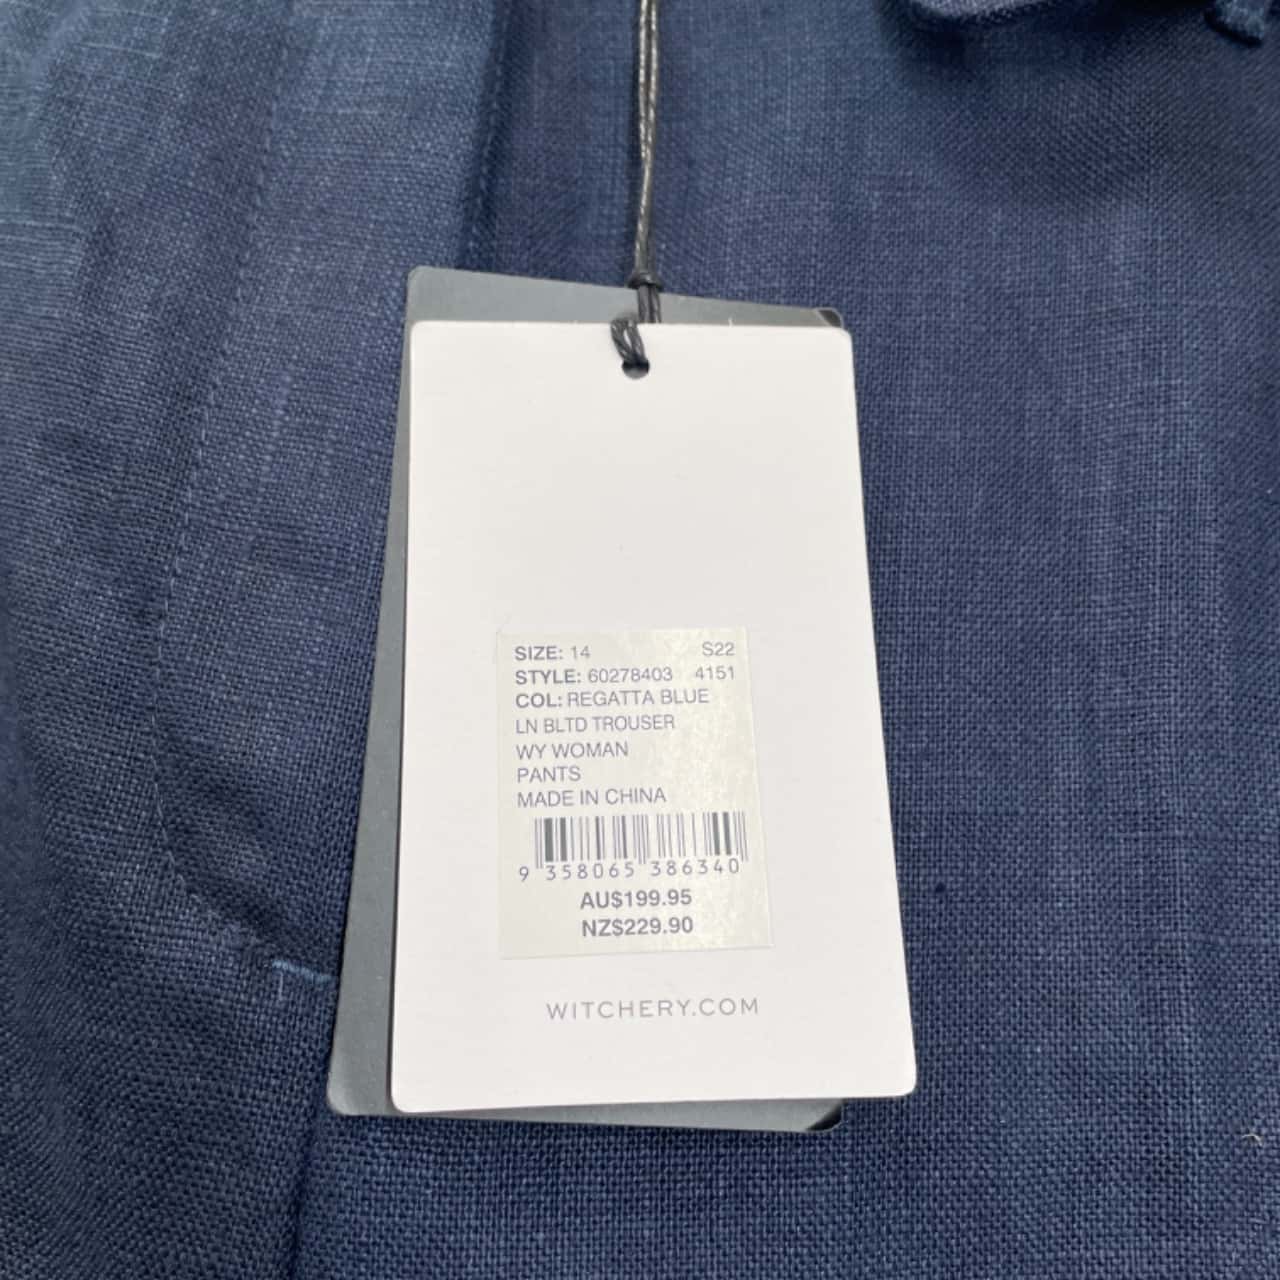 SIZE: 14 S22
STYLE: 60278403 4151
COL: REGATTA BLUE
LN BLTD TROUSER
WY WOMAN
PANTS
MADE IN CHINA
9 358065 386340
AU$199.95
NZ$229.90
WITCHERY.COM